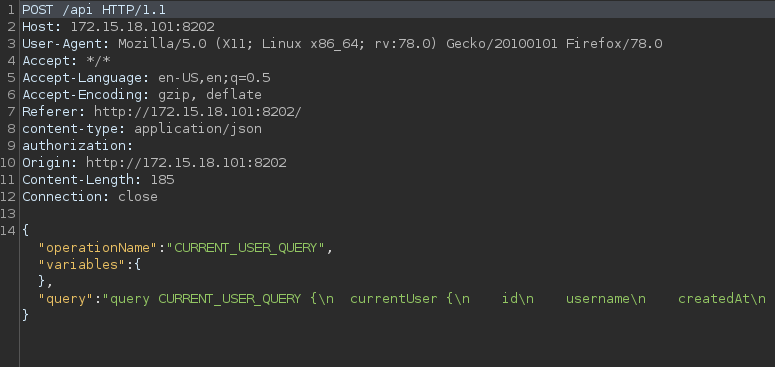 1 POST /api HTTP/1.1
2 Host: 172.15.18.101:8202
3 User-Agent: Mozilla/5.0 (X11; Linux x86_64; rv:78.0) Gecko/20100101 Firefox/78.0
4 Accept: */*
5 Accept-Language: en-US,en;q=0.5
6 Accept-Encoding: gzip, deflate
7 Referer: http://172.15.18.101:8202/
8 content-type: application/json
9 authorization:
10 Origin: http://172.15.18.101:8202
11 Content-Length: 185
12 Connection: close
13
14 {
"operationName":"CURRENT_USER_QUERY",
"variables":{
},
"query":"query CURRENT_USER_QUERY {\n  currentUser {\n    id\n    username\n    createdAt\n
}